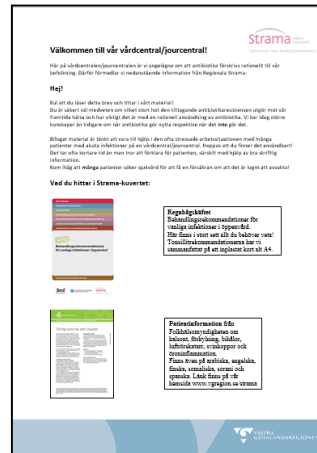 Strama
Välkommen till vår vårdcentral/jourcentral!
Här på vårdcentralen/jourcentralen är vi angelägna om att antibiotika förskrivs rationellt till vår
befolkning. Därför förmedlar vi nedanstående information från Regionala Strama:
Hej!
Kul att du läser detta brev och tittar i vårt material!
Du är säkert väl medveten om vilket stort hot den tilltagande antibiotikaresistensen utgör mot vår
framtida hälsa och hur viktigt det är med en rationell användning av antibiotika. Vi har idag större
kunskaper än tidigare om när antibiotika gör nytta respektive när det inte gör det.
Bifogat material är tänkt att vara till hjälp i den ofta stressade arbetssituationen med många
patienter med akuta infektioner på en vårdcentral/jourcentral. Hoppas att du finner det användbart!
Det tar ofta kortare tid än man tror att förklara för patienten, särskilt med hjälp av bra skriftlig
information.
Kom ihåg att många patienter söker sjukvård för att få en försäkran om att det är lugnt att avvakta!
Vad du hittar i Strama-kuvertet:
Behandlingsrekommendationer
för vanliga infektioner i öppenvård
Regnbågshäftet
Behandlingsrekommendationer för
vanliga infektioner i öppenvård.
Här finns i stort sett allt du behöver veta!
Tonsillitrekommendationerna har vi
sammanfattat på ett inplastat kort alt A4.
Patientinformation från
Folkhälsomyndigheten om
halsont, förkylning, bihålor,
luftrörskatarr, svinkoppor och
öroninflammation.
Finns även på arabiska, engelska,
finska, somaliska, sorani och
spanska. Länk finns på vår
hemsida www.vgregion.se/strama
VÄSTRA
GÖTALANDSREGIONEN